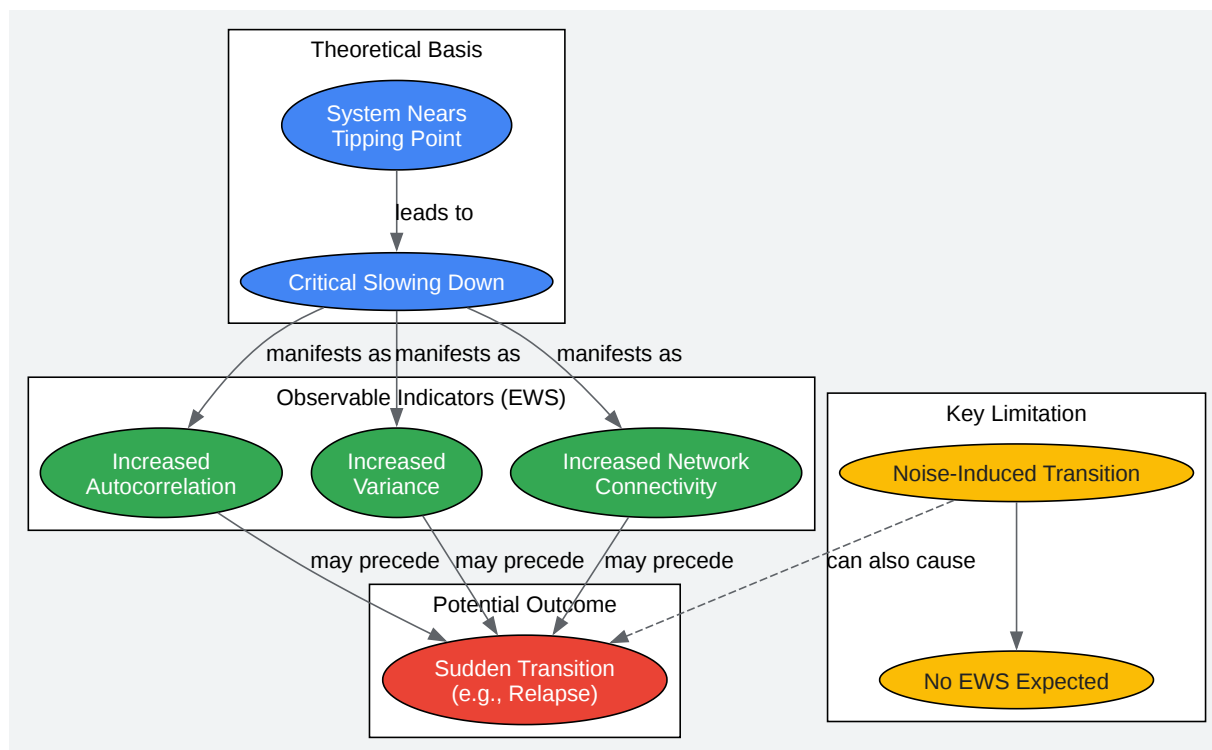 Theoretical Basis
System Nears
Tipping Point
leads to
Critical Slowing Down
manifests as
manifests as
manifests as
Observable Indicators (EWS)
Increased
Autocorrelation
Increased
Variance
Increased Network
Connectivity
Key Limitation
Noise-Induced Transition
may precede
may precede
may precede
can also cause
Potential Outcome
Sudden Transition
(e.g., Relapse)
No EWS Expected